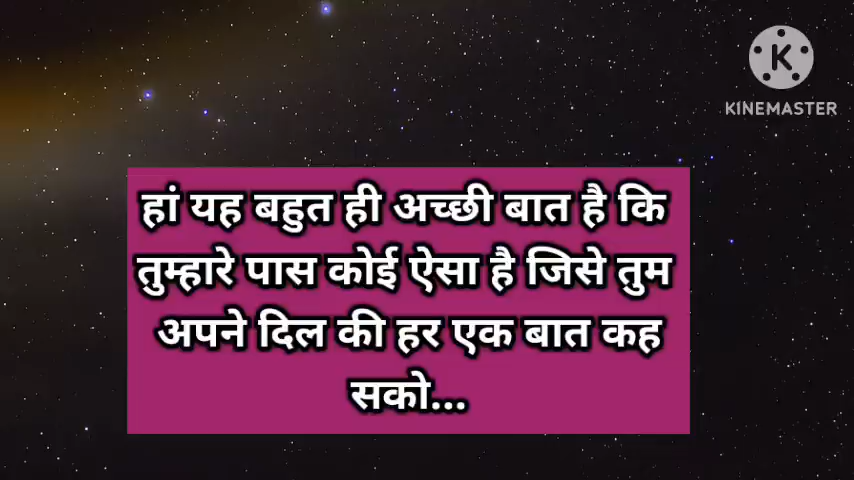 KINEMASTER
हां यह बहुत ही अच्छी बात है कि
तुम्हारे पास कोई ऐसा है जिसे तुम
अपने दिल की हर एक बात कह
सको...